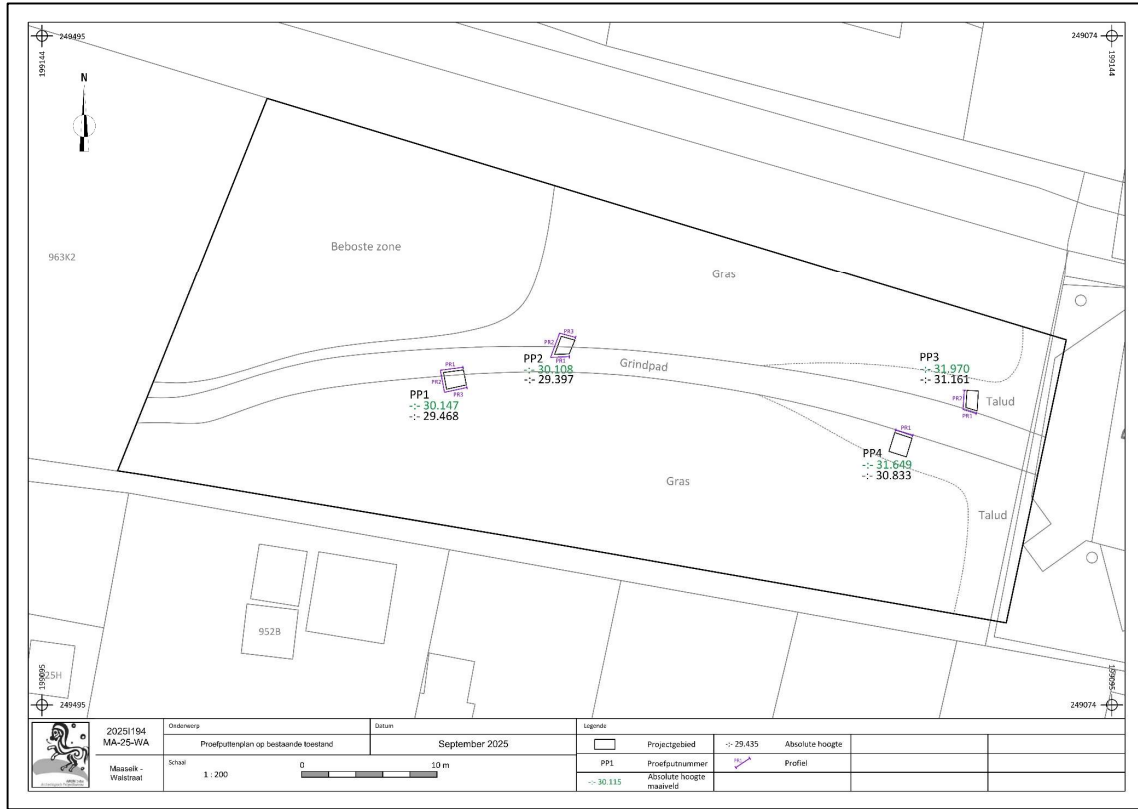 249495
199144
249074
199144
N
Beboste zone
963K2
Gras
PR3
PR2
PR1
PP2
-:- 30.108
-:- 29.397
Grindpad
PR1
PR2
PR3
PP1
-:- 30.147
-:- 29.468
PP3
-:- 31.970
-:- 31.161
PR2
PR1
Talud
PR1
PP4
-:- 31.649
-:- 30.833
Gras
Talud
952B
25H
199095
249495
199095
249074
2025I194
MA-25-WA
Maaseik -
Walstraat
Onderwerp
Proefputtenplan op bestaande toestand
Datum
September 2025
Schaal
1 : 200
0 10 m
Legende
Projectgebied
-:- 29.435 Absolute hoogte
PP1 Proefputnummer
PR1 Profiel
-:- 30.115 Absolute hoogte
maaiveld